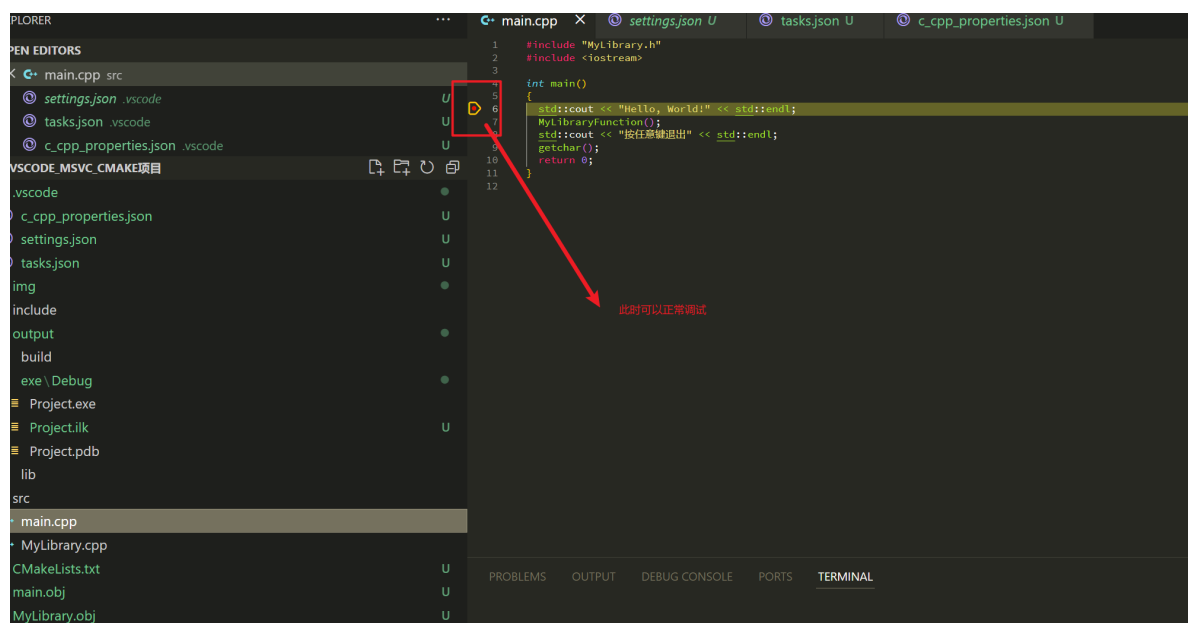 PLORER
···
main.cpp
settings.json U
tasks.json U
c_cpp_properties.json U
PEN EDITORS
main.cpp src
settings.json .vscode U
tasks.json .vscode U
c_cpp_properties.json .vscode U
VSCODE_MSVC_CMAKE项目
.vscode
c_cpp_properties.json U
settings.json U
tasks.json U
img
include
output
build
exe\Debug
Project.exe
Project.ilk U
Project.pdb
lib
src
main.cpp
MyLibrary.cpp
CMakeLists.txt U
main.obj U
MyLibrary.obj U
1 #include "MyLibrary.h"
2 #include <iostream>
3
4 int main()
5 {
6 std::cout << "Hello, World!" << std::endl;
7 MyLibraryFunction();
8 std::cout << "按任意键退出" << std::endl;
9 getchar();
10 return 0;
11 }
12
此时可以正常调试
PROBLEMS OUTPUT DEBUG CONSOLE PORTS TERMINAL